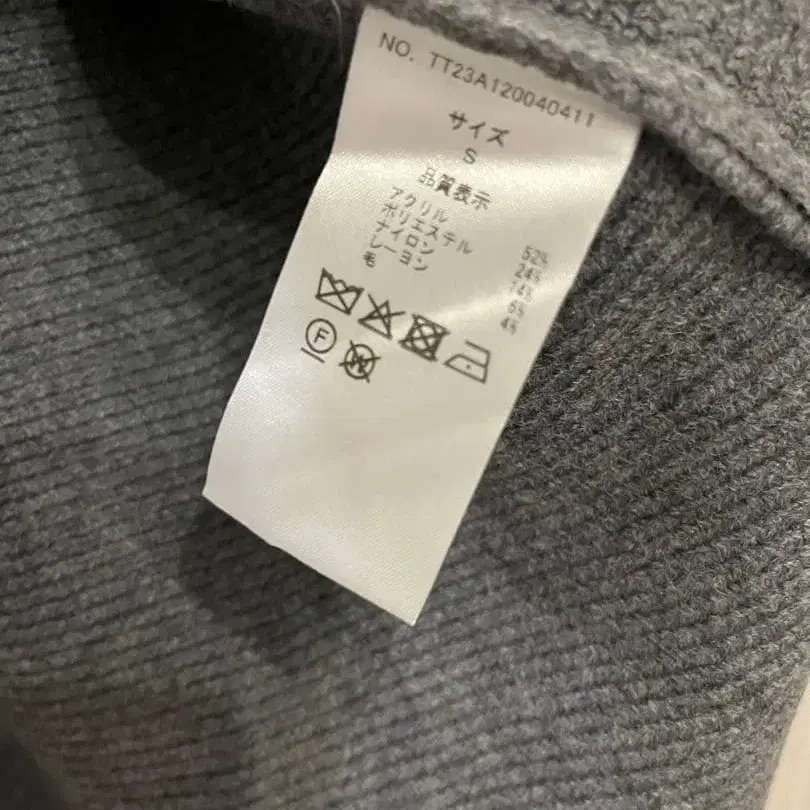 NO. TT23A120040411
サイズ
S
品質表示
アクリル 52%
ポリエステル 24%
ナイロン 14%
レーヨン 6%
毛 4%
F
W